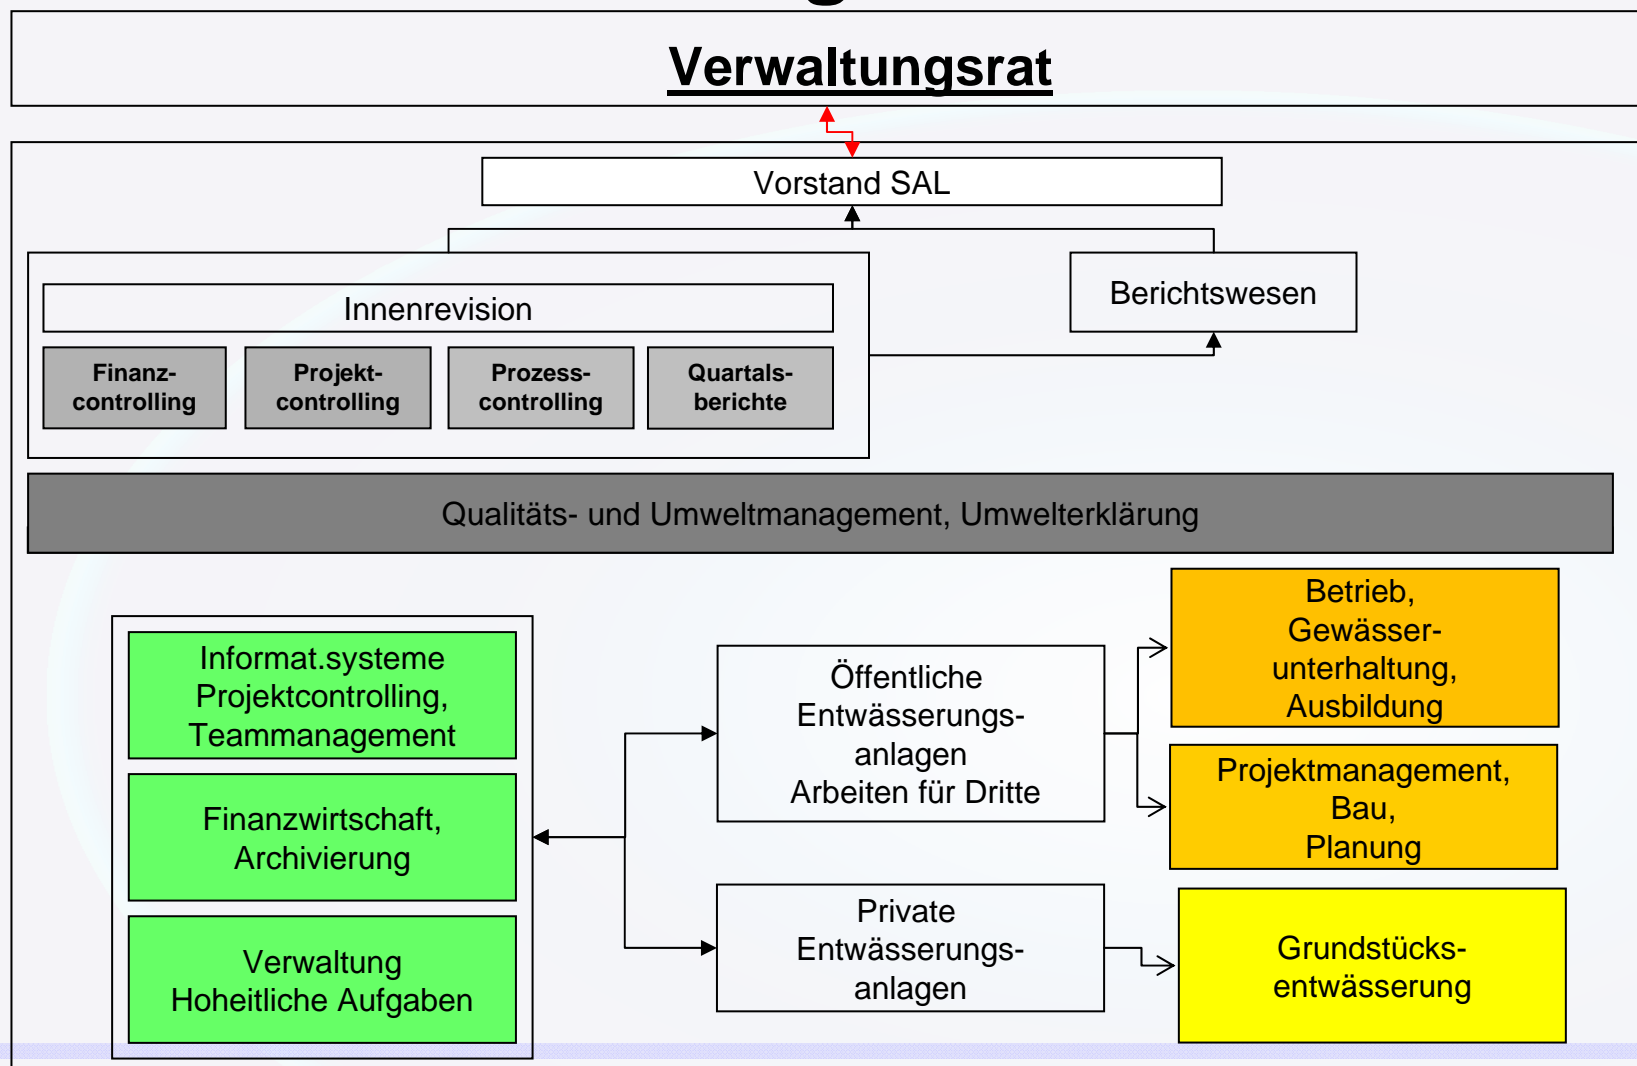 Verwaltungsrat
Vorstand SAL
Innenrevision
Berichtswesen
Finanz-
controlling
Projekt-
controlling
Prozess-
controlling
Quartals-
berichte
Qualitäts- und Umweltmanagement, Umwelterklärung
Informat.systeme
Projektcontrolling,
Teammanagement
Finanzwirtschaft,
Archivierung
Verwaltung
Hoheitliche Aufgaben
Öffentliche
Entwässerungs-
anlagen
Arbeiten für Dritte
Private
Entwässerungs-
anlagen
Betrieb,
Gewässer-
unterhaltung,
Ausbildung
Projektmanagement,
Bau,
Planung
Grundstücks-
entwässerung